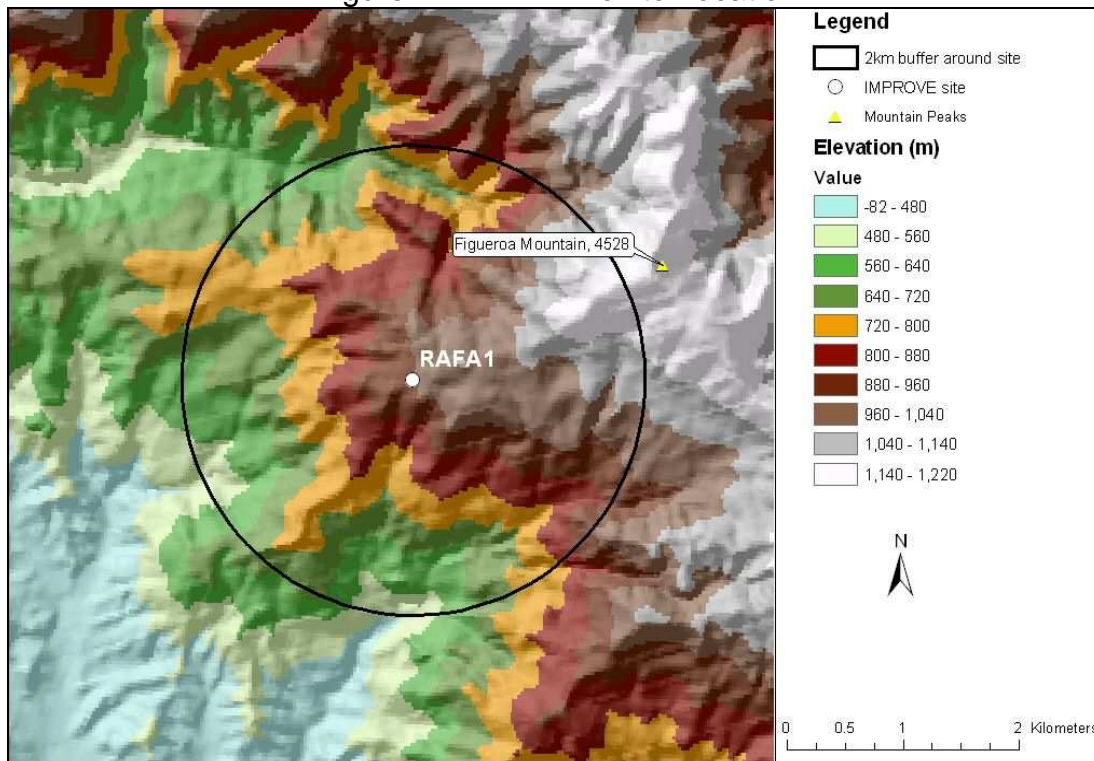 Legend
2km buffer around site
IMPROVE site
Mountain Peaks
Elevation (m)
Value
-82 - 480
480 - 560
560 - 640
640 - 720
720 - 800
800 - 880
880 - 960
960 - 1,040
1,040 - 1,140
1,140 - 1,220
Figueroa Mountain, 4528
RAFA1
N
0 0.5 1 2 Kilometers